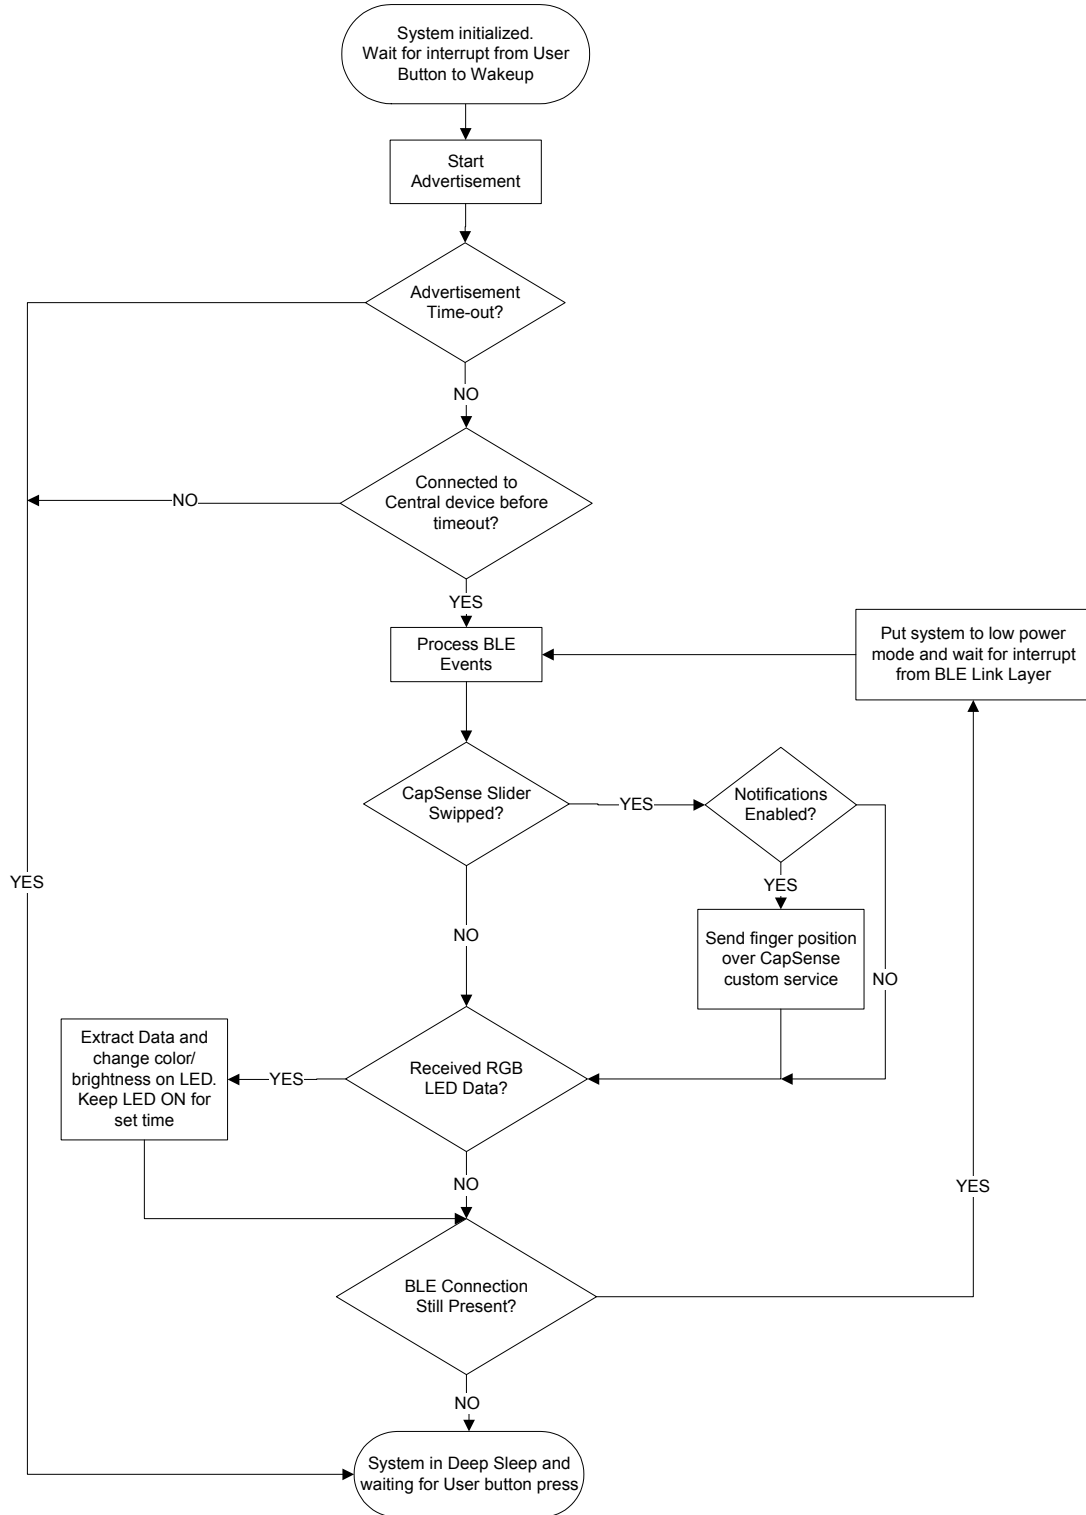 System initialized.
Wait for interrupt from User
Button to Wakeup
Start
Advertisement
Advertisement
Time-out?
NO
Connected to
Central device before
timeout?
NO
YES
Process BLE
Events
Put system to low power
mode and wait for interrupt
from BLE Link Layer
CapSense Slider
Swipped?
YES
Notifications
Enabled?
YES
YES
Send finger position
over CapSense
custom service
NO
NO
Extract Data and
change color/
brightness on LED.
Keep LED ON for
set time
YES
Received RGB
LED Data?
NO
YES
BLE Connection
Still Present?
NO
System in Deep Sleep and
waiting for User button press